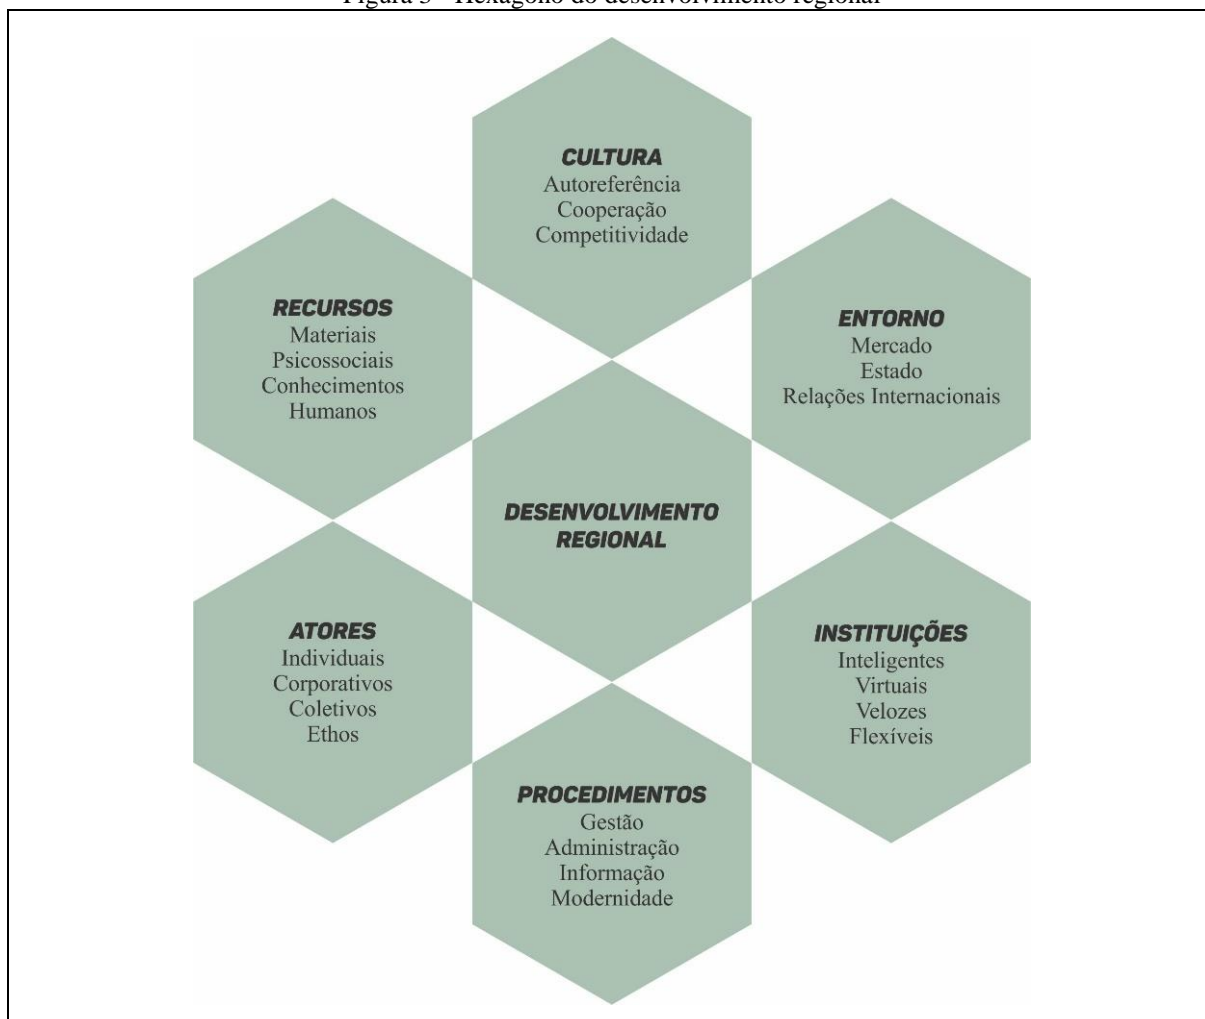 Figura 3 - Hexágono do desenvolvimento regional
CULTURA
Autoreferência
Cooperação
Competitividade
RECURSOS
Materiais
Psicossociais
Conhecimentos
Humanos
ENTORNO
Mercado
Estado
Relações Internacionais
DESENVOLVIMENTO
REGIONAL
ATORES
Individuais
Corporativos
Coletivos
Ethos
INSTITUIÇÕES
Inteligentes
Virtuais
Velozes
Flexíveis
PROCEDIMENTOS
Gestão
Administração
Informação
Modernidade